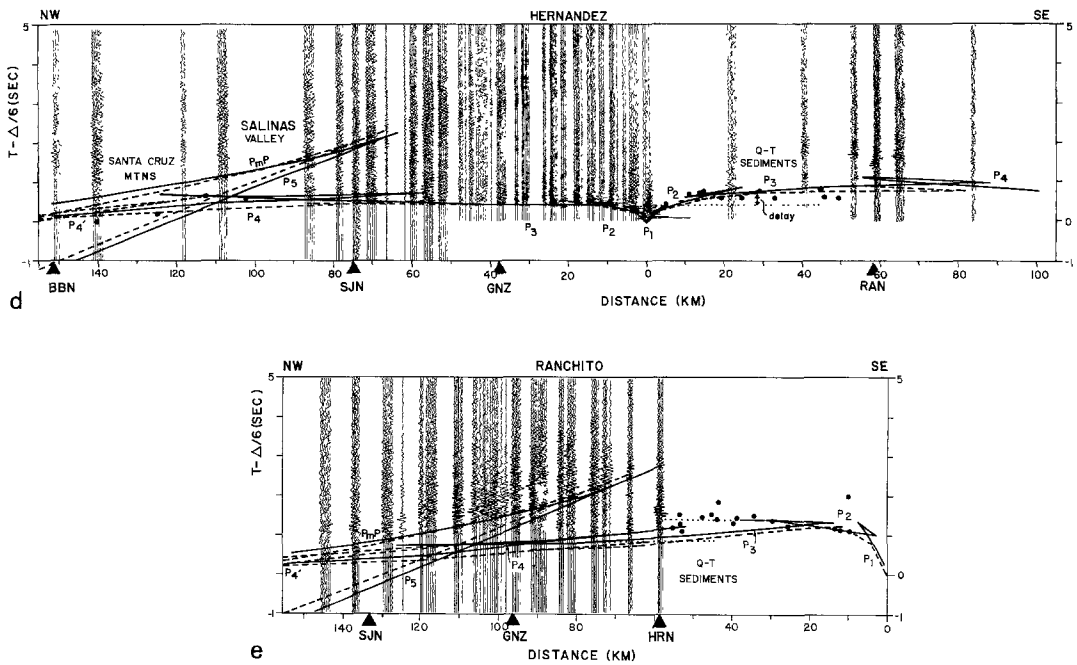 NW HERNANDEZ SE
5 5
T-Δ/6 (SEC)
SALINAS
VALLEY
SANTA CRUZ
MTNS
PmP
P5
P4
P4
P3
P2
P1
P2
Q-T
SEDIMENTS
P3
delay
P4
0
-1 -1
140 120 100 80 60 40 20 0 20 40 60 80 100
BBN SJN GNZ RAN
DISTANCE (KM)
d
NW RANCHITO SE
5 5
T-Δ/6 (SEC)
PmP
P4
P5
P4
P3
P2
P1
Q-T
SEDIMENTS
0 0
-1 -1
140 120 100 80 60 40 20 0
SJN GNZ HRN
DISTANCE (KM)
e